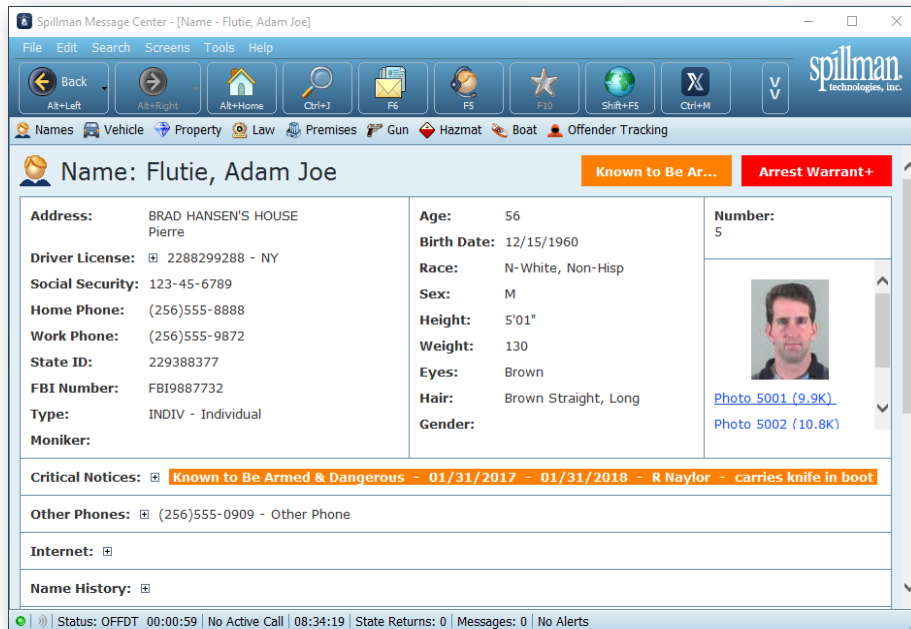 Spillman Message Center - [Name - Flutie, Adam Joe]
File Edit Search Screens Tools Help
Back
Alt+Left Alt+Right Alt+Home Ctrl+J F6 F5 F10 Shift+F5 Ctrl+M
spillman
technologies, inc.
Names Vehicle Property Law Premises Gun Hazmat Boat Offender Tracking
Name: Flutie, Adam Joe
Known to Be Ar... Arrest Warrant+
Address: BRAD HANSEN'S HOUSE
Pierre
Driver License: 2288299288 - NY
Social Security: 123-45-6789
Home Phone: (256)555-8888
Work Phone: (256)555-9872
State ID: 229388377
FBI Number: FBI9887732
Type: INDIV - Individual
Moniker:
Age: 56
Birth Date: 12/15/1960
Race: N-White, Non-Hisp
Sex: M
Height: 5'01"
Weight: 130
Eyes: Brown
Hair: Brown Straight, Long
Gender:
Number:
5
Photo 5001 (9.9K)
Photo 5002 (10.8K)
Critical Notices: Known to Be Armed & Dangerous - 01/31/2017 - 01/31/2018 - R Naylor - carries knife in boot
Other Phones: (256)555-0909 - Other Phone
Internet:
Name History:
Status: OFFDT 00:00:59 No Active Call 08:34:19 State Returns: 0 Messages: 0 No Alerts